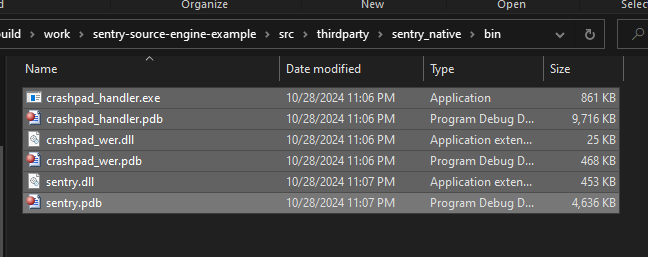 Organize New Open
build › work › sentry-source-engine-example › src › thirdparty › sentry_native › bin
Name Date modified Type Size
crashpad_handler.exe 10/28/2024 11:06 PM Application 861 KB
crashpad_handler.pdb 10/28/2024 11:06 PM Program Debug D... 9,716 KB
crashpad_wer.dll 10/28/2024 11:06 PM Application exten... 25 KB
crashpad_wer.pdb 10/28/2024 11:06 PM Program Debug D... 468 KB
sentry.dll 10/28/2024 11:07 PM Application exten... 453 KB
sentry.pdb 10/28/2024 11:07 PM Program Debug D... 4,636 KB